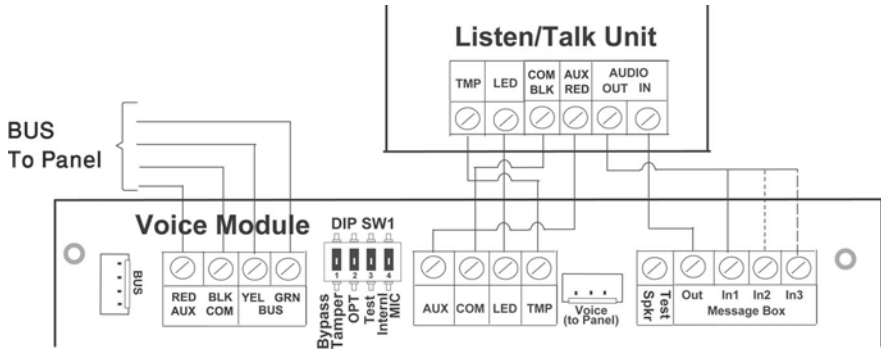 Listen/Talk Unit
TMP LED COM BLK AUX RED AUDIO OUT IN
BUS
To Panel
Voice Module
DIP SW1
BUS
RED AUX BLK COM YEL GRN BUS
1 2 3 4
Bypass Tamper
OPT
Test
Internl MIC
AUX COM LED TMP
Voice
(to Panel)
Test Spkr
Out In1 In2 In3
Message Box